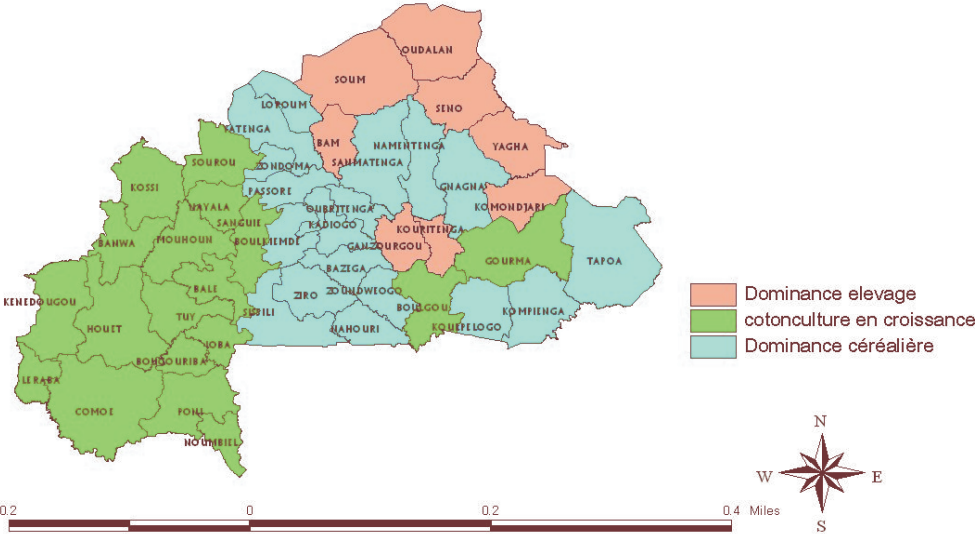 OUDALAN
SOUM
SENO
LOROUM
YATENGA
BAM
NAMENTENGA
YAGHA
SANMATENGA
SOUROU
ZONDOMA
KOSSI
PASSORE
GNAGNA
KOMONDJARI
NAYALA
OUBRITENGA
SANGUIE
KADIOGO
KOURITENGA
BANWA
MOUHOUN
BOULKIEMDE
GANZOURGOU
GOURMA
TAPOA
BAZEGA
BALE
ZIRO
ZOUNDWEOGO
KENEDOUGOU
TUY
SISSILI
BOULGOU
KOMPIENGA
HOUET
NAHOURI
KOULPELOGO
IOBA
BOUGOURIBA
LERABA
COMOE
PONI
NOUMBIEL
Dominance elevage
cotonculture en croissance
Dominance céréalière
N
W E
S
0.2 0 0.2 0.4 Miles